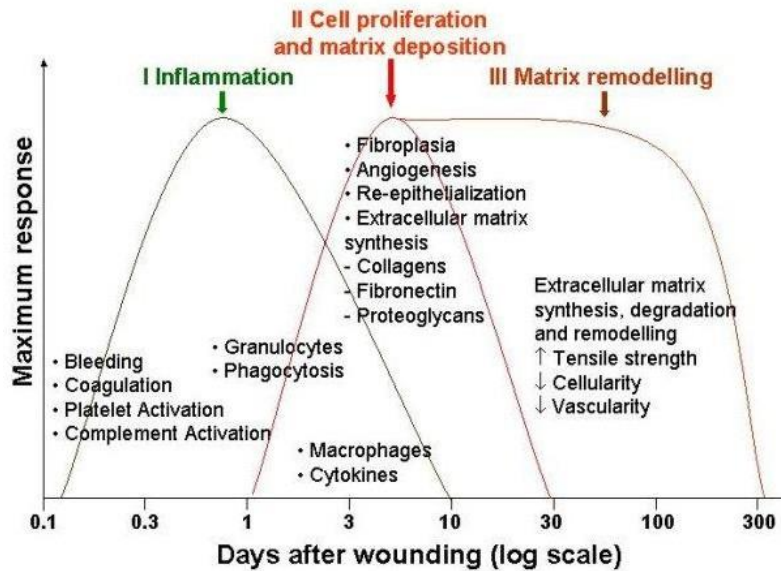 II Cell proliferation
and matrix deposition
I Inflammation
III Matrix remodelling
• Fibroplasia
• Angiogenesis
• Re-epithelialization
• Extracellular matrix
synthesis
- Collagens
- Fibronectin
- Proteoglycans
Extracellular matrix
synthesis, degradation
and remodelling
↑ Tensile strength
↓ Cellularity
↓ Vascularity
• Granulocytes
• Phagocytosis
• Bleeding
• Coagulation
• Platelet Activation
• Complement Activation
• Macrophages
• Cytokines
Maximum response
0.1 0.3 1 3 10 30 100 300
Days after wounding (log scale)